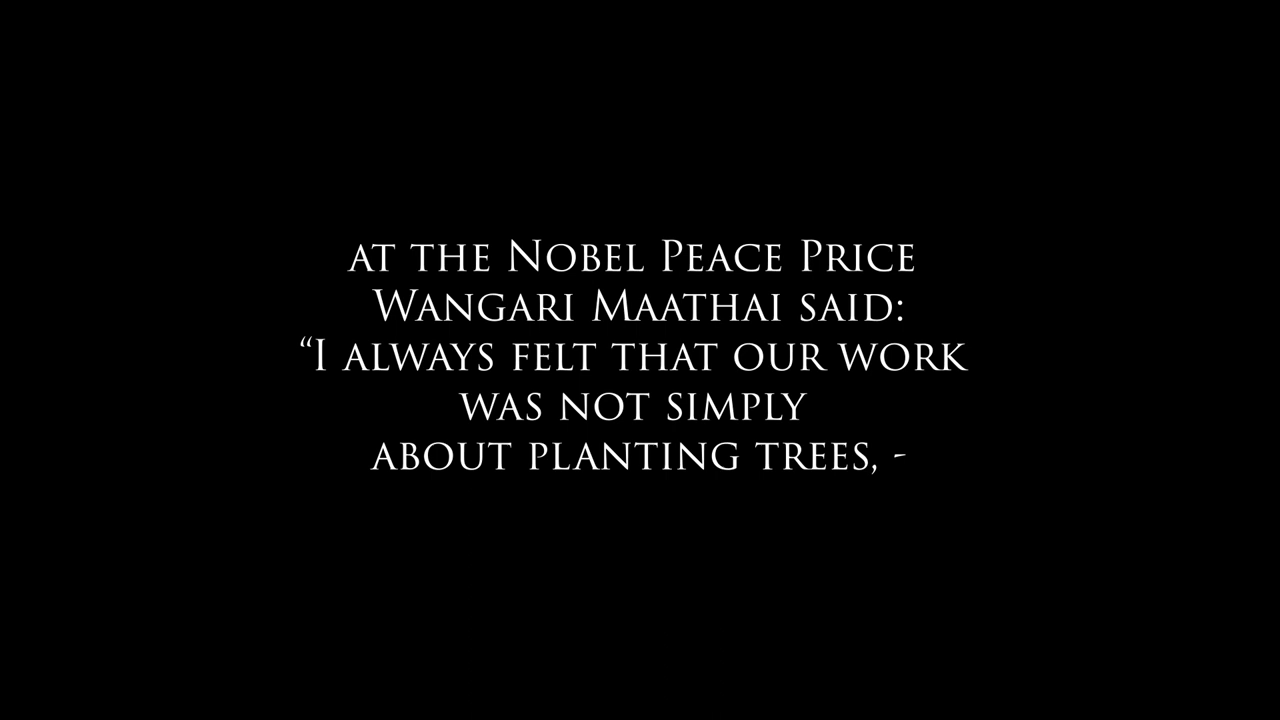 at the Nobel Peace Price
Wangari Maathai said:
“I always felt that our work
was not simply
about planting trees, -